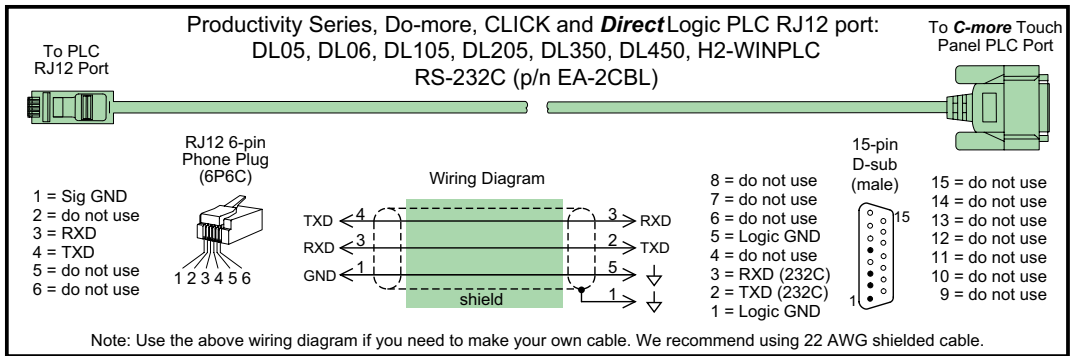 Productivity Series, Do-more, CLICK and DirectLogic PLC RJ12 port:
DL05, DL06, DL105, DL205, DL350, DL450, H2-WINPLC
RS-232C (p/n EA-2CBL)
To PLC
RJ12 Port
To C-more Touch
Panel PLC Port
RJ12 6-pin
Phone Plug
(6P6C)
1 = Sig GND
2 = do not use
3 = RXD
4 = TXD
5 = do not use
6 = do not use
1 2 3 4 5 6
Wiring Diagram
TXD 4 3 RXD
RXD 3 2 TXD
GND 1 5
1
shield
8 = do not use
7 = do not use
6 = do not use
5 = Logic GND
4 = do not use
3 = RXD (232C)
2 = TXD (232C)
1 = Logic GND
15-pin
D-sub
(male)
15
1
15 = do not use
14 = do not use
13 = do not use
12 = do not use
11 = do not use
10 = do not use
9 = do not use
Note: Use the above wiring diagram if you need to make your own cable. We recommend using 22 AWG shielded cable.